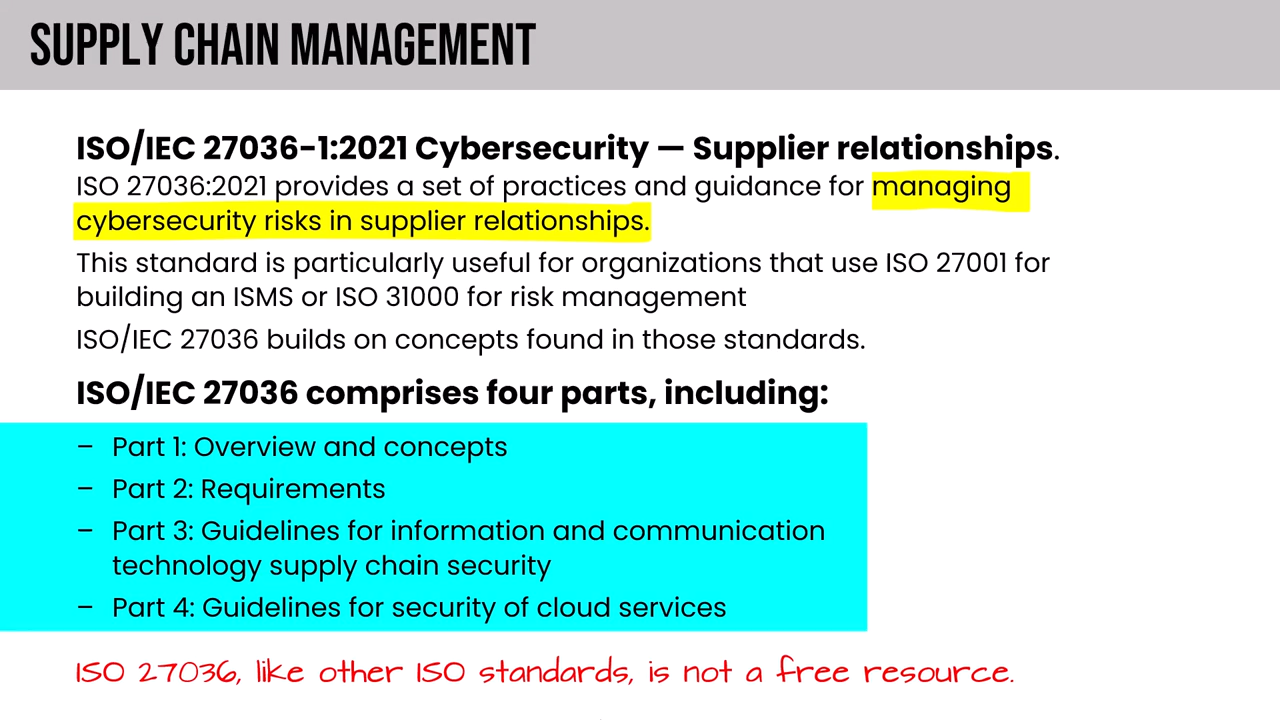 SUPPLY CHAIN MANAGEMENT
ISO/IEC 27036-1:2021 Cybersecurity — Supplier relationships.
ISO 27036:2021 provides a set of practices and guidance for managing
cybersecurity risks in supplier relationships.
This standard is particularly useful for organizations that use ISO 27001 for
building an ISMS or ISO 31000 for risk management
ISO/IEC 27036 builds on concepts found in those standards.
ISO/IEC 27036 comprises four parts, including:
– Part 1: Overview and concepts
– Part 2: Requirements
– Part 3: Guidelines for information and communication
technology supply chain security
– Part 4: Guidelines for security of cloud services
ISO 27036, like other ISO standards, is not a free resource.